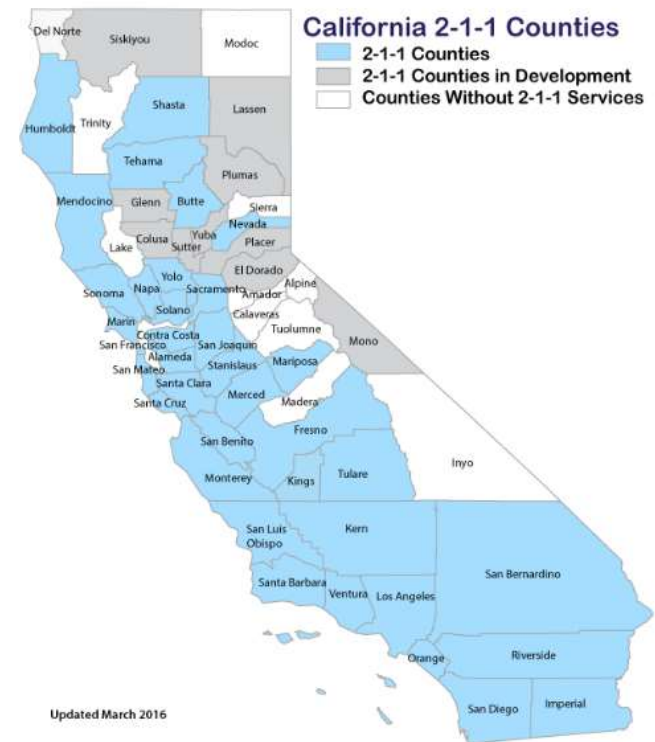 California 2-1-1 Counties
2-1-1 Counties
2-1-1 Counties in Development
Counties Without 2-1-1 Services
Del Norte
Siskiyou
Modoc
Humboldt
Trinity
Shasta
Lassen
Tehama
Plumas
Mendocino
Glenn
Butte
Sierra
Nevada
Lake
Colusa
Sutter
Yuba
Placer
El Dorado
Yolo
Sonoma
Napa
Sacramento
Amador
Alpine
Solano
Calaveras
Marin
Tuolumne
Contra Costa
San Francisco
San Joaquin
Mono
Alameda
San Mateo
Stanislaus
Mariposa
Santa Clara
Merced
Madera
Santa Cruz
Fresno
San Benito
Inyo
Monterey
Kings
Tulare
San Luis
Obispo
Kern
San Bernardino
Santa Barbara
Ventura
Los Angeles
Orange
Riverside
San Diego
Imperial
Updated March 2016